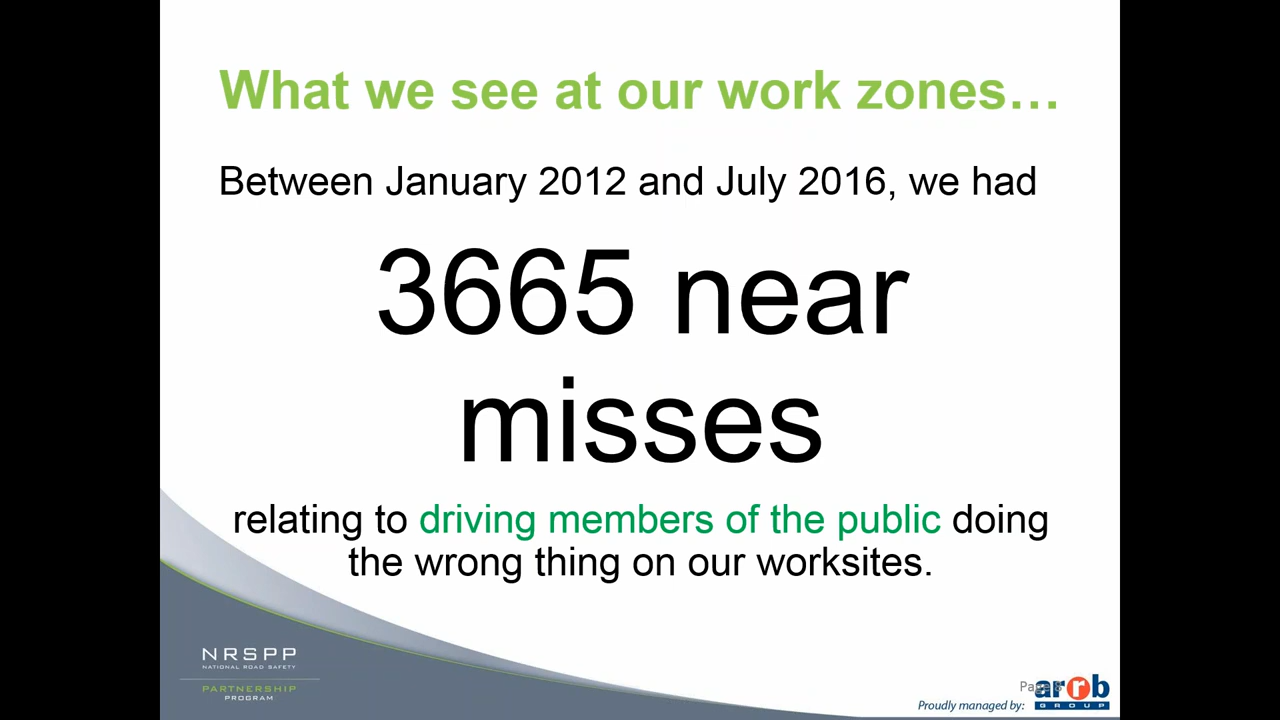 What we see at our work zones…
Between January 2012 and July 2016, we had
3665 near
misses
relating to driving members of the public doing
the wrong thing on our worksites.
NRSPP
NATIONAL ROAD SAFETY
PARTNERSHIP
PROGRAM
Page
Proudly managed by:
arrb
GROUP